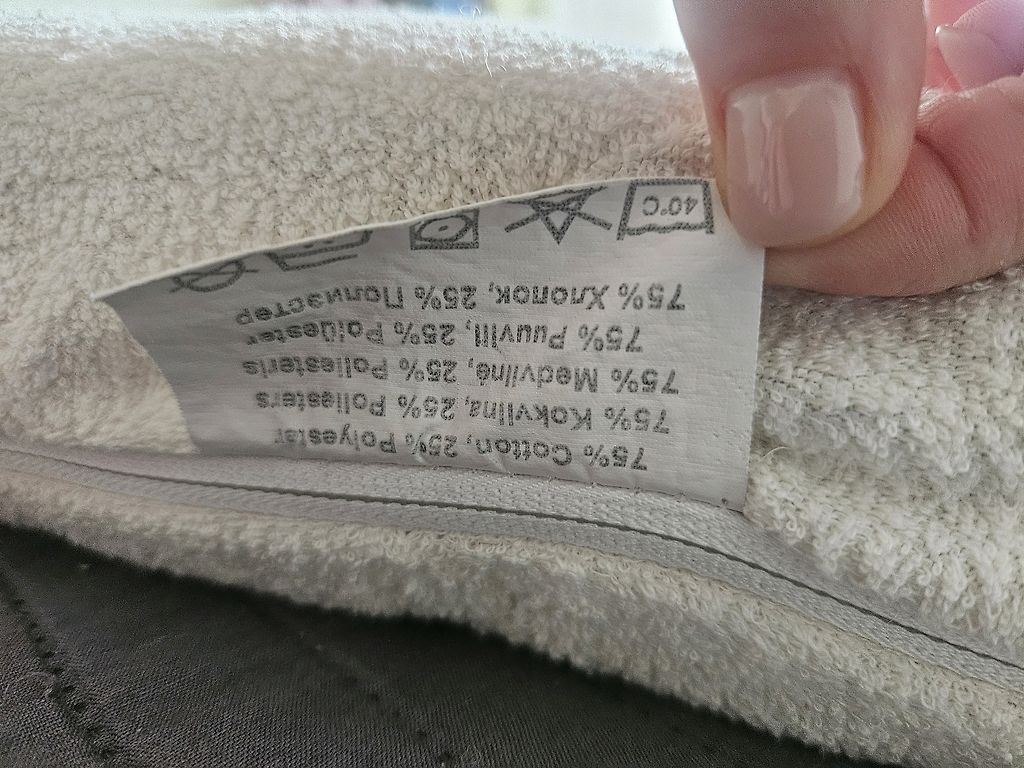 75% Cotton, 25% Polyester
75% Kokvilna, 25% Poliesters
75% Medvilnė, 25% Poliesteris
75% Puuvill, 25% Polüester
75% Хлопок, 25% Полиэстер
40°C